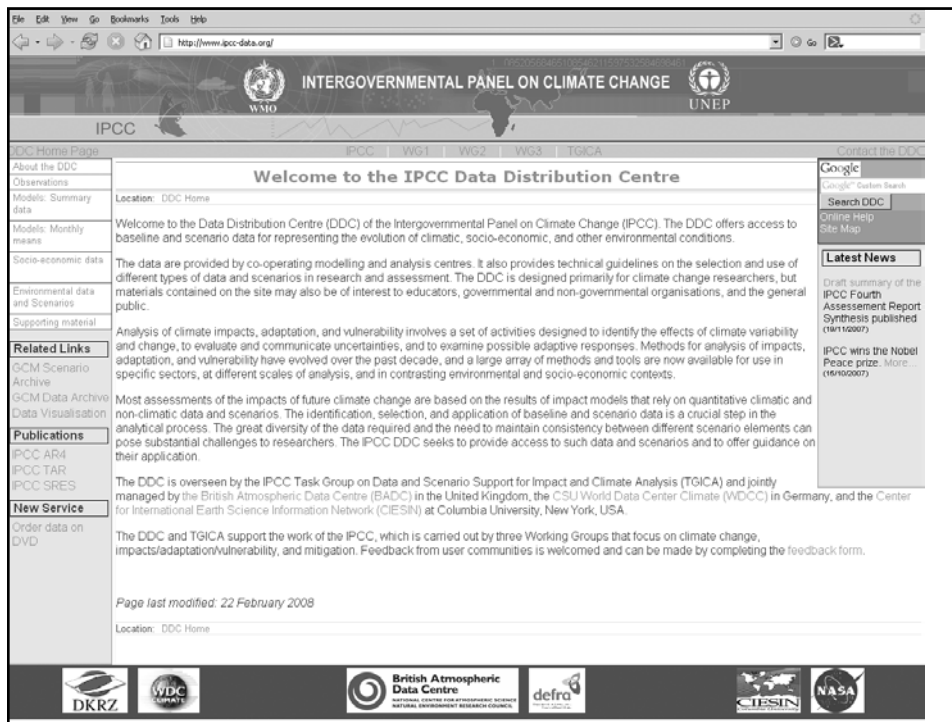 File Edit View Go Bookmarks Tools Help
http://www.ipcc-data.org/
Go
INTERGOVERNMENTAL PANEL ON CLIMATE CHANGE
WMO
UNEP
IPCC
DDC Home Page
IPCC | WG1 | WG2 | WG3 | TGICA
Contact the DDC
About the DDC
Observations
Models: Summary
data
Models: Monthly
means
Socio-economic data
Environmental data
and Scenarios
Supporting material
Related Links
GCM Scenario
Archive
GCM Data Archive
Data Visualisation
Publications
IPCC AR4
IPCC TAR
IPCC SRES
New Service
Order data on
DVD
Welcome to the IPCC Data Distribution Centre
Location: DDC Home
Welcome to the Data Distribution Centre (DDC) of the Intergovernmental Panel on Climate Change (IPCC). The DDC offers access to
baseline and scenario data for representing the evolution of climatic, socio-economic, and other environmental conditions.
The data are provided by co-operating modelling and analysis centres. It also provides technical guidelines on the selection and use of
different types of data and scenarios in research and assessment. The DDC is designed primarily for climate change researchers, but
materials contained on the site may also be of interest to educators, governmental and non-governmental organisations, and the general
public.
Analysis of climate impacts, adaptation, and vulnerability involves a set of activities designed to identify the effects of climate variability
and change, to evaluate and communicate uncertainties, and to examine possible adaptive responses. Methods for analysis of impacts,
adaptation, and vulnerability have evolved over the past decade, and a large array of methods and tools are now available for use in
specific sectors, at different scales of analysis, and in contrasting environmental and socio-economic contexts.
Most assessments of the impacts of future climate change are based on the results of impact models that rely on quantitative climatic and
non-climatic data and scenarios. The identification, selection, and application of baseline and scenario data is a crucial step in the
analytical process. The great diversity of the data required and the need to maintain consistency between different scenario elements can
pose substantial challenges to researchers. The IPCC DDC seeks to provide access to such data and scenarios and to offer guidance on
their application.
The DDC is overseen by the IPCC Task Group on Data and Scenario Support for Impact and Climate Analysis (TGICA) and jointly
managed by the British Atmospheric Data Centre (BADC) in the United Kingdom, the CSU World Data Center Climate (WDCC) in Germany, and the Center
for International Earth Science Information Network (CIESIN) at Columbia University, New York, USA.
The DDC and TGICA support the work of the IPCC, which is carried out by three Working Groups that focus on climate change,
impacts/adaptation/vulnerability, and mitigation. Feedback from user communities is welcomed and can be made by completing the feedback form.
Page last modified: 22 February 2008
Location: DDC Home
Google
Google™ Custom Search
Search DDC
Online Help
Site Map
Latest News
Draft summary of the
IPCC Fourth
Assessement Report
Synthesis published
(19/11/2007)
IPCC wins the Nobel
Peace prize. More...
(15/10/2007)
DKRZ
WDC
CLIMATE
British Atmospheric
Data Centre
NATIONAL CENTRE FOR ATMOSPHERIC SCIENCE
NATURAL ENVIRONMENT RESEARCH COUNCIL
defra
CIESIN
NASA